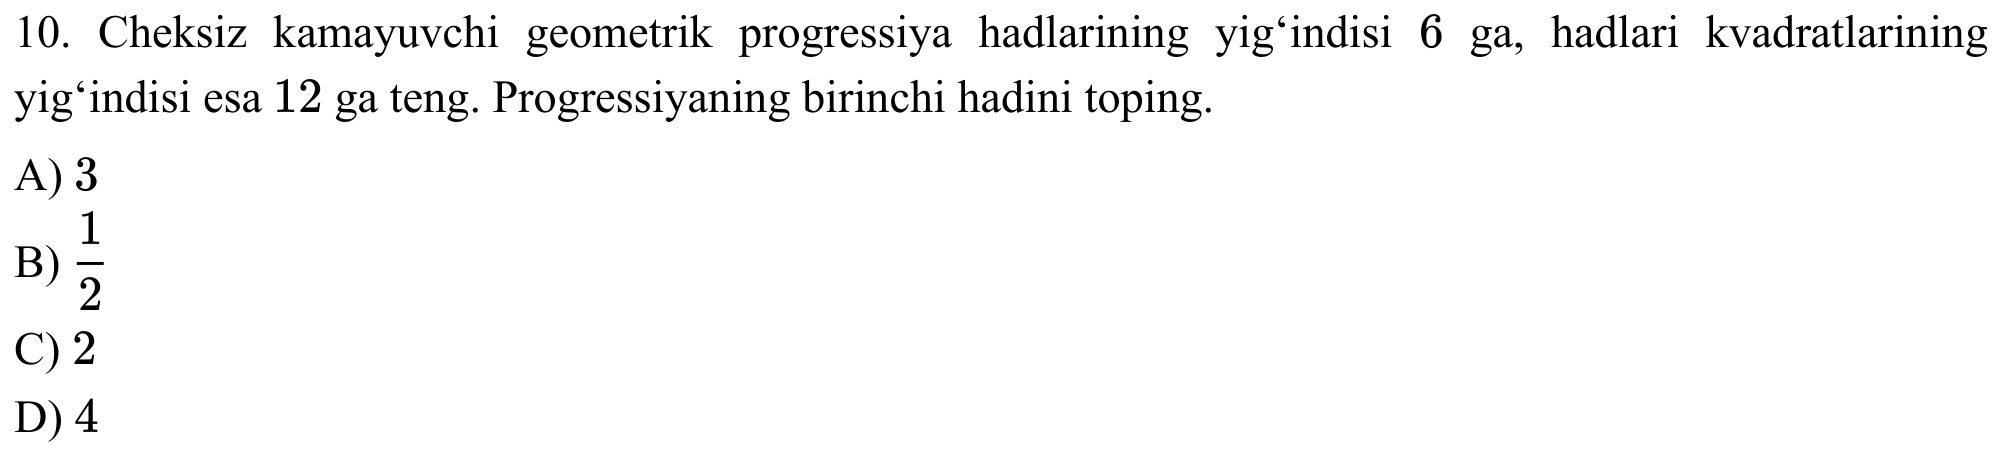 10. Cheksiz kamayuvchi geometrik progressiya hadlarining yig‘indisi 6 ga, hadlari kvadratlarining
yig‘indisi esa 12 ga teng. Progressiyaning birinchi hadini toping.
A) 3
B) \frac{1}{2}
C) 2
D) 4